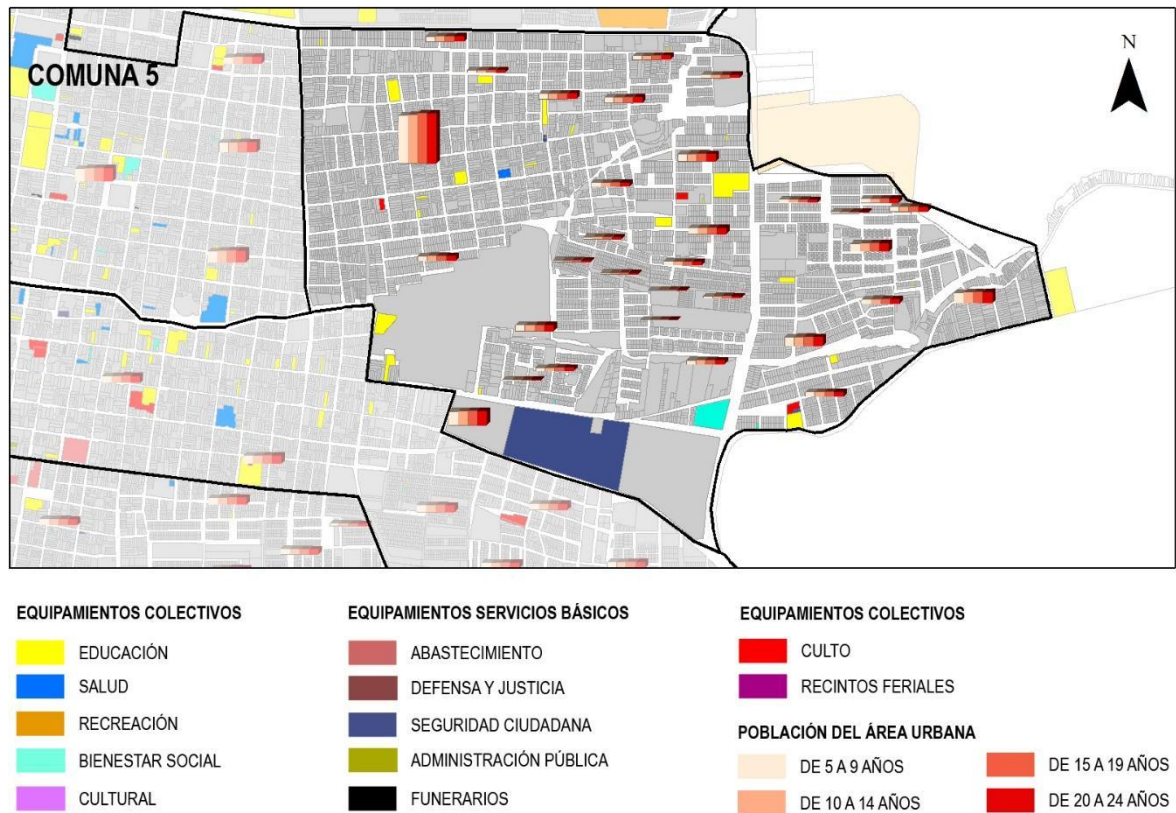 COMUNA 5
N
EQUIPAMIENTOS COLECTIVOS
EDUCACIÓN
SALUD
RECREACIÓN
BIENESTAR SOCIAL
CULTURAL
EQUIPAMIENTOS SERVICIOS BÁSICOS
ABASTECIMIENTO
DEFENSA Y JUSTICIA
SEGURIDAD CIUDADANA
ADMINISTRACIÓN PÚBLICA
FUNERARIOS
EQUIPAMIENTOS COLECTIVOS
CULTO
RECINTOS FERIALES
POBLACIÓN DEL ÁREA URBANA
DE 5 A 9 AÑOS
DE 10 A 14 AÑOS
DE 15 A 19 AÑOS
DE 20 A 24 AÑOS